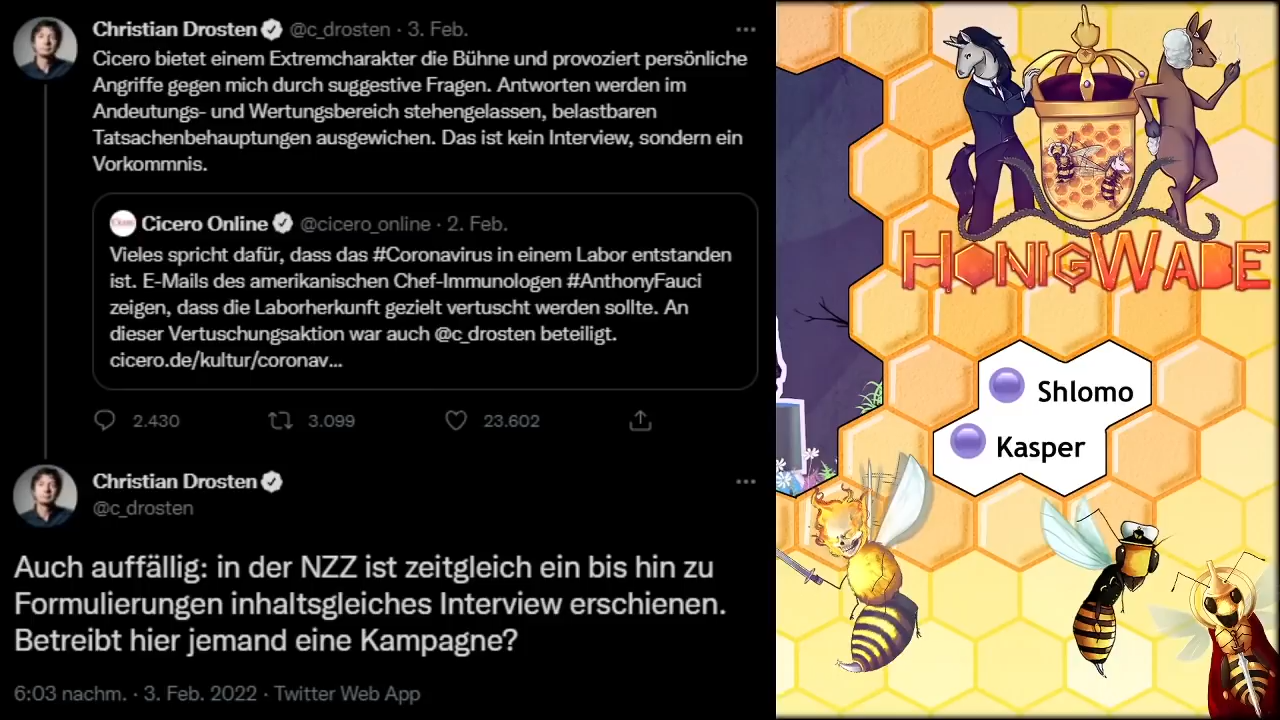 Christian Drosten @c_drosten · 3. Feb.
Cicero bietet einem Extremcharakter die Bühne und provoziert persönliche
Angriffe gegen mich durch suggestive Fragen. Antworten werden im
Andeutungs- und Wertungsbereich stehengelassen, belastbaren
Tatsachenbehauptungen ausgewichen. Das ist kein Interview, sondern ein
Vorkommnis.
Cicero Online @cicero_online · 2. Feb.
Vieles spricht dafür, dass das #Coronavirus in einem Labor entstanden
ist. E-Mails des amerikanischen Chef-Immunologen #AnthonyFauci
zeigen, dass die Laborherkunft gezielt vertuscht werden sollte. An
dieser Vertuschungsaktion war auch @c_drosten beteiligt.
cicero.de/kultur/coronav...
2.430 3.099 23.602
Christian Drosten
@c_drosten
Auch auffällig: in der NZZ ist zeitgleich ein bis hin zu
Formulierungen inhaltsgleiches Interview erschienen.
Betreibt hier jemand eine Kampagne?
6:03 nachm. · 3. Feb. 2022 · Twitter Web App
HONIGWABE
Shlomo
Kasper